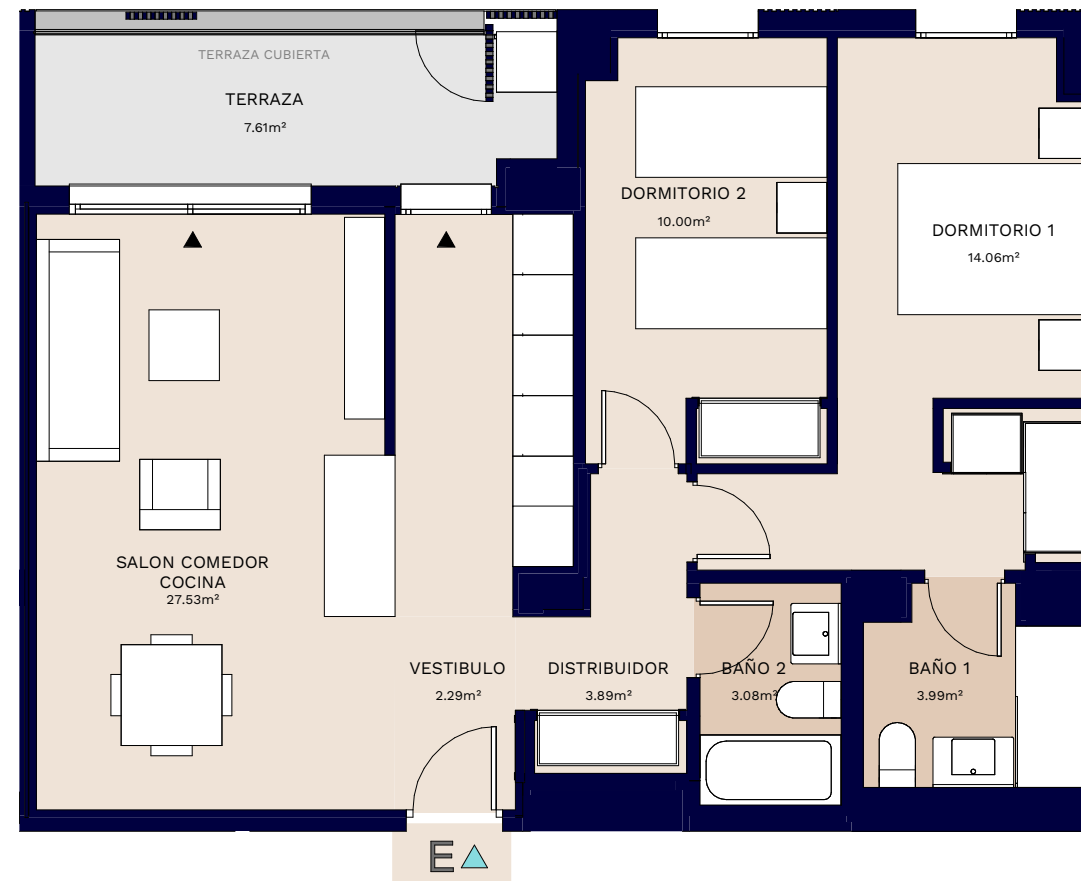 TERRAZA CUBIERTA
TERRAZA
7.61m²
DORMITORIO 2
10.00m²
DORMITORIO 1
14.06m²
SALON COMEDOR
COCINA
27.53m²
VESTIBULO
2.29m²
DISTRIBUIDOR
3.89m²
BAÑO 2
3.08m²
BAÑO 1
3.99m²
E